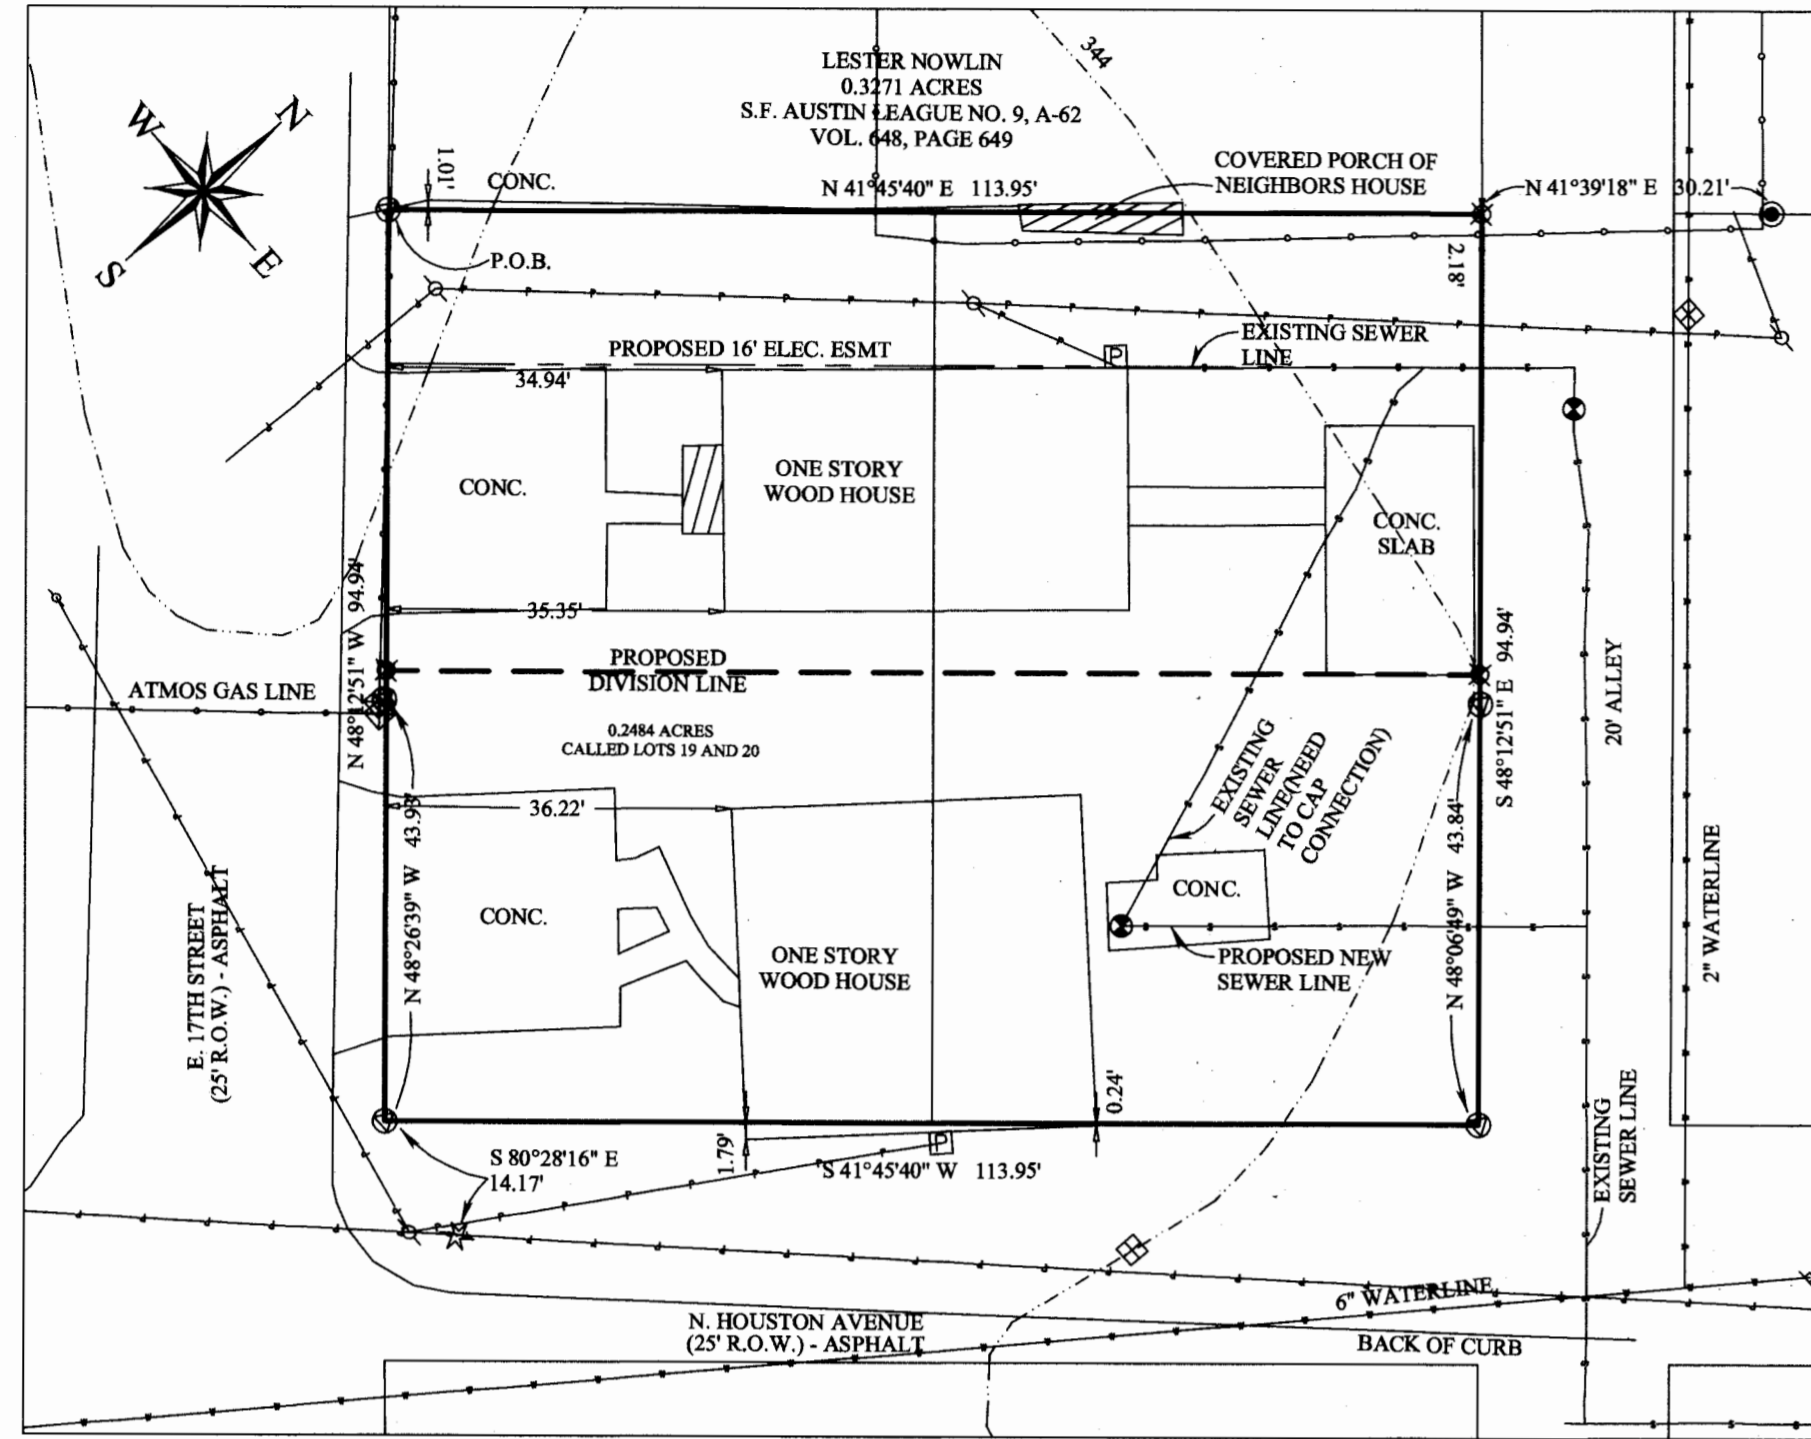 LESTER NOWLIN
0.3271 ACRES
S.F. AUSTIN LEAGUE NO. 9, A-62
VOL. 648, PAGE 649
344
W
N
S
E
1.01'
CONC.
N 41°45'40" E 113.95'
COVERED PORCH OF
NEIGHBORS HOUSE
N 41°39'18" E 30.21'
P.O.B.
2.18'
PROPOSED 16' ELEC. ESMT
34.94'
P
EXISTING SEWER
LINE
CONC.
ONE STORY
WOOD HOUSE
CONC.
SLAB
N 48°12'51" W 94.94'
35.35'
PROPOSED
DIVISION LINE
ATMOS GAS LINE
0.2484 ACRES
CALLED LOTS 19 AND 20
S 48°12'51" E 94.94'
20' ALLEY
EXISTING
SEWER
LINE(NEED
TO CAP
CONNECTION)
36.22'
N 48°26'39" W
N 48°06'49" W 43.84'
2" WATERLINE
CONC.
CONC.
E. 17TH STREET
(25' R.O.W.) - ASPHALT
ONE STORY
WOOD HOUSE
PROPOSED NEW
SEWER LINE
0.24'
EXISTING
SEWER LINE
1.79'
P
S 80°28'16" E
14.17'
S 41°45'40" W 113.95'
6" WATERLINE
N. HOUSTON AVENUE
(25' R.O.W.) - ASPHALT
BACK OF CURB